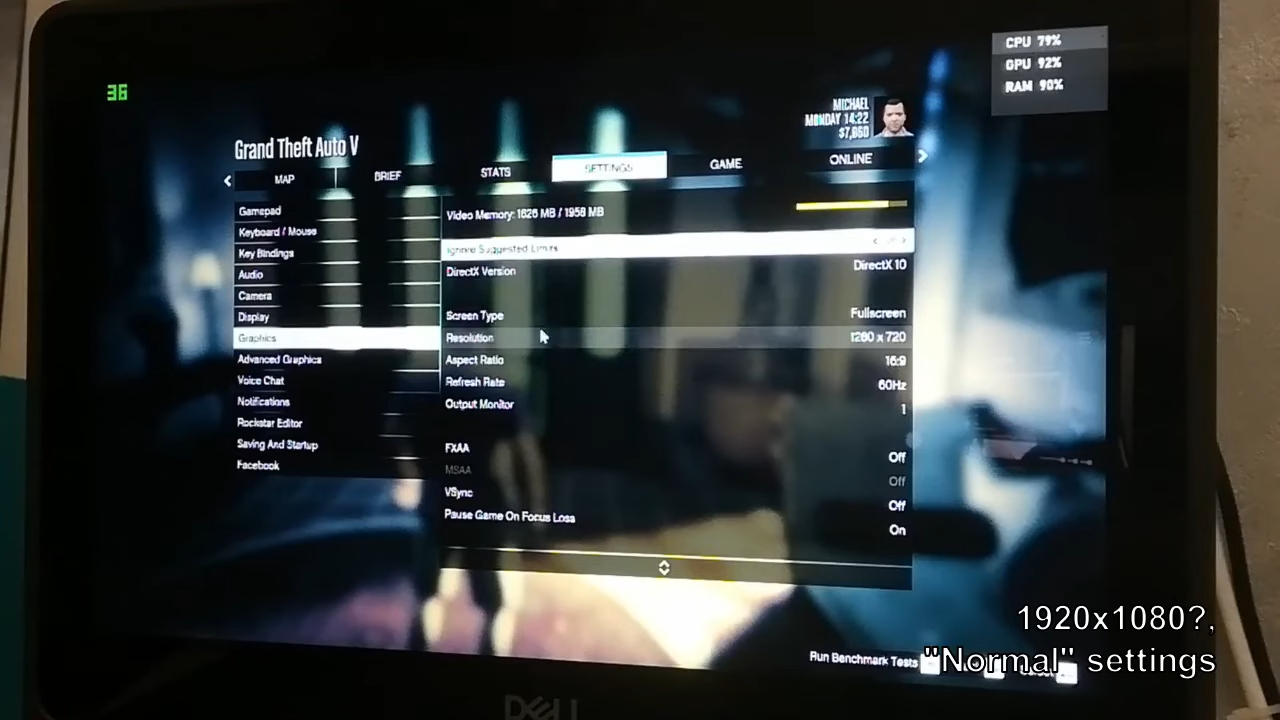 CPU 79%
GPU 92%
RAM 90%
36
MICHAEL
MONDAY 14:22
$7,860
Grand Theft Auto V
MAP BRIEF STATS SETTINGS GAME ONLINE
Gamepad
Keyboard / Mouse
Key Bindings
Audio
Camera
Display
Graphics
Advanced Graphics
Voice Chat
Notifications
Rockstar Editor
Saving And Startup
Facebook
Video Memory: 1626 MB / 1958 MB
Ignore Suggested Limits
DirectX Version DirectX 10
Screen Type Fullscreen
Resolution 1280 x 720
Aspect Ratio 16:9
Refresh Rate 60Hz
Output Monitor 1
FXAA Off
MSAA Off
VSync Off
Pause Game On Focus Loss On
1920x1080?,
"Normal" settings
Run Benchmark Tests
DELL